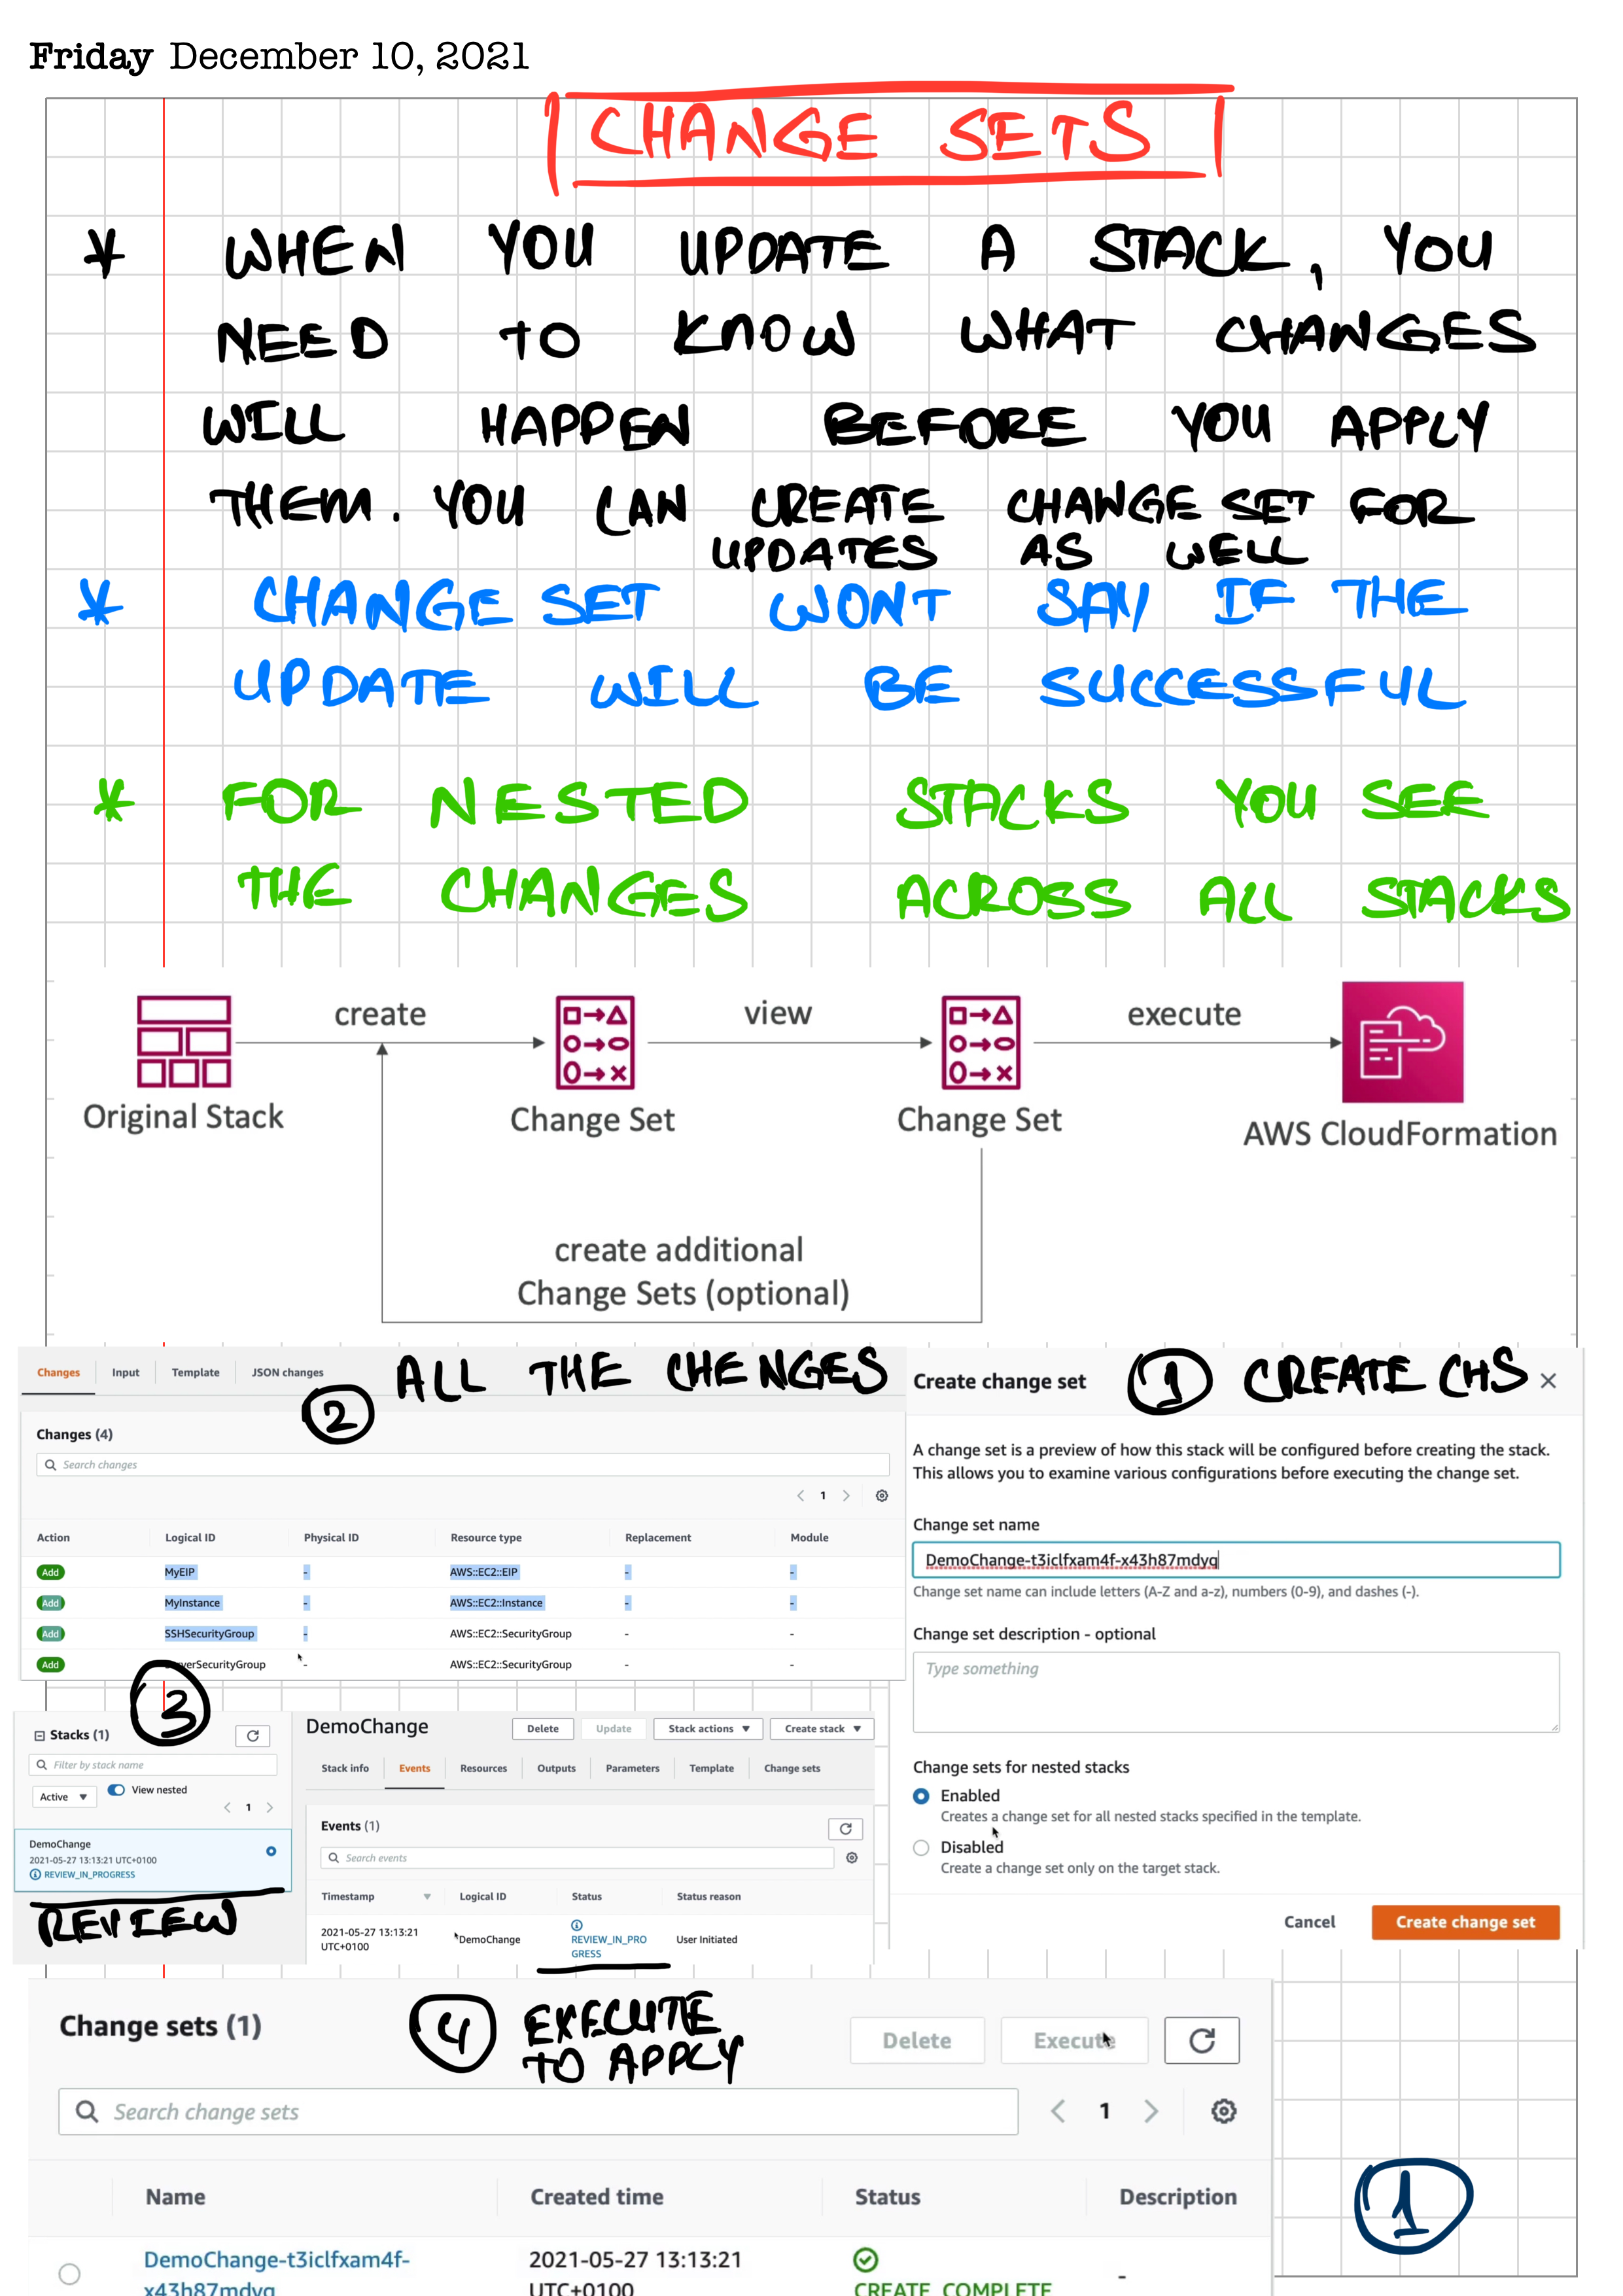 Friday December 10, 2021
CHANGE SETS
* WHEN YOU UPDATE A STACK, YOU
NEED TO KNOW WHAT CHANGES
WILL HAPPEN BEFORE YOU APPLY
THEM. YOU CAN CREATE CHANGE SET FOR
UPDATES AS WELL
* CHANGE SET WONT SAY IF THE
UPDATE WILL BE SUCCESSFUL
* FOR NESTED STACKS YOU SEE
THE CHANGES ACROSS ALL STACKS
create view execute
Original Stack Change Set Change Set AWS CloudFormation
create additional
Change Sets (optional)
Changes Input Template JSON changes
2 ALL THE CHENGES
Changes (4)
Search changes
1
Action Logical ID Physical ID Resource type Replacement Module
Add MyEIP - AWS::EC2::EIP - -
Add MyInstance - AWS::EC2::Instance - -
Add SSHSecurityGroup - AWS::EC2::SecurityGroup - -
Add verSecurityGroup - AWS::EC2::SecurityGroup - -
Create change set
1 CREATE CHS
A change set is a preview of how this stack will be configured before creating the stack.
This allows you to examine various configurations before executing the change set.
Change set name
DemoChange-t3iclfxam4f-x43h87mdyq
Change set name can include letters (A-Z and a-z), numbers (0-9), and dashes (-).
Change set description - optional
Type something
Change sets for nested stacks
Enabled
Creates a change set for all nested stacks specified in the template.
Disabled
Create a change set only on the target stack.
Cancel Create change set
3
Stacks (1)
Filter by stack name
Active View nested
1
DemoChange
2021-05-27 13:13:21 UTC+0100
REVIEW_IN_PROGRESS
REVIEW
DemoChange Delete Update Stack actions Create stack
Stack info Events Resources Outputs Parameters Template Change sets
Events (1)
Search events
Timestamp Logical ID Status Status reason
2021-05-27 13:13:21
UTC+0100
DemoChange
REVIEW_IN_PRO
GRESS
User Initiated
Change sets (1)
4 EXECUTE
TO APPLY
Delete Execute
Search change sets
1
Name Created time Status Description
DemoChange-t3iclfxam4f-
x43h87mdyq
2021-05-27 13:13:21
UTC+0100
CREATE_COMPLETE
-
1